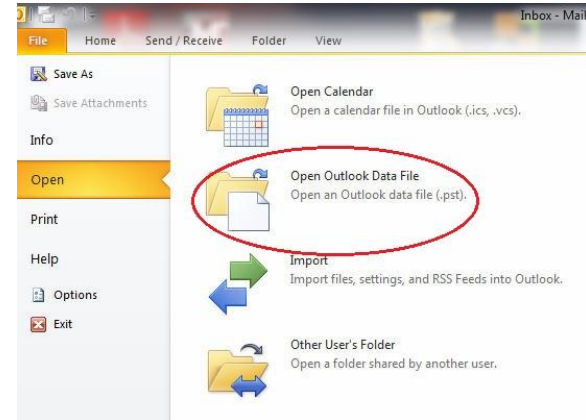 Inbox - Mail
File Home Send / Receive Folder View
Save As
Save Attachments
Info
Open
Print
Help
Options
Exit
Open Calendar
Open a calendar file in Outlook (.ics, .vcs).
Open Outlook Data File
Open an Outlook data file (.pst).
Import
Import files, settings, and RSS Feeds into Outlook.
Other User's Folder
Open a folder shared by another user.